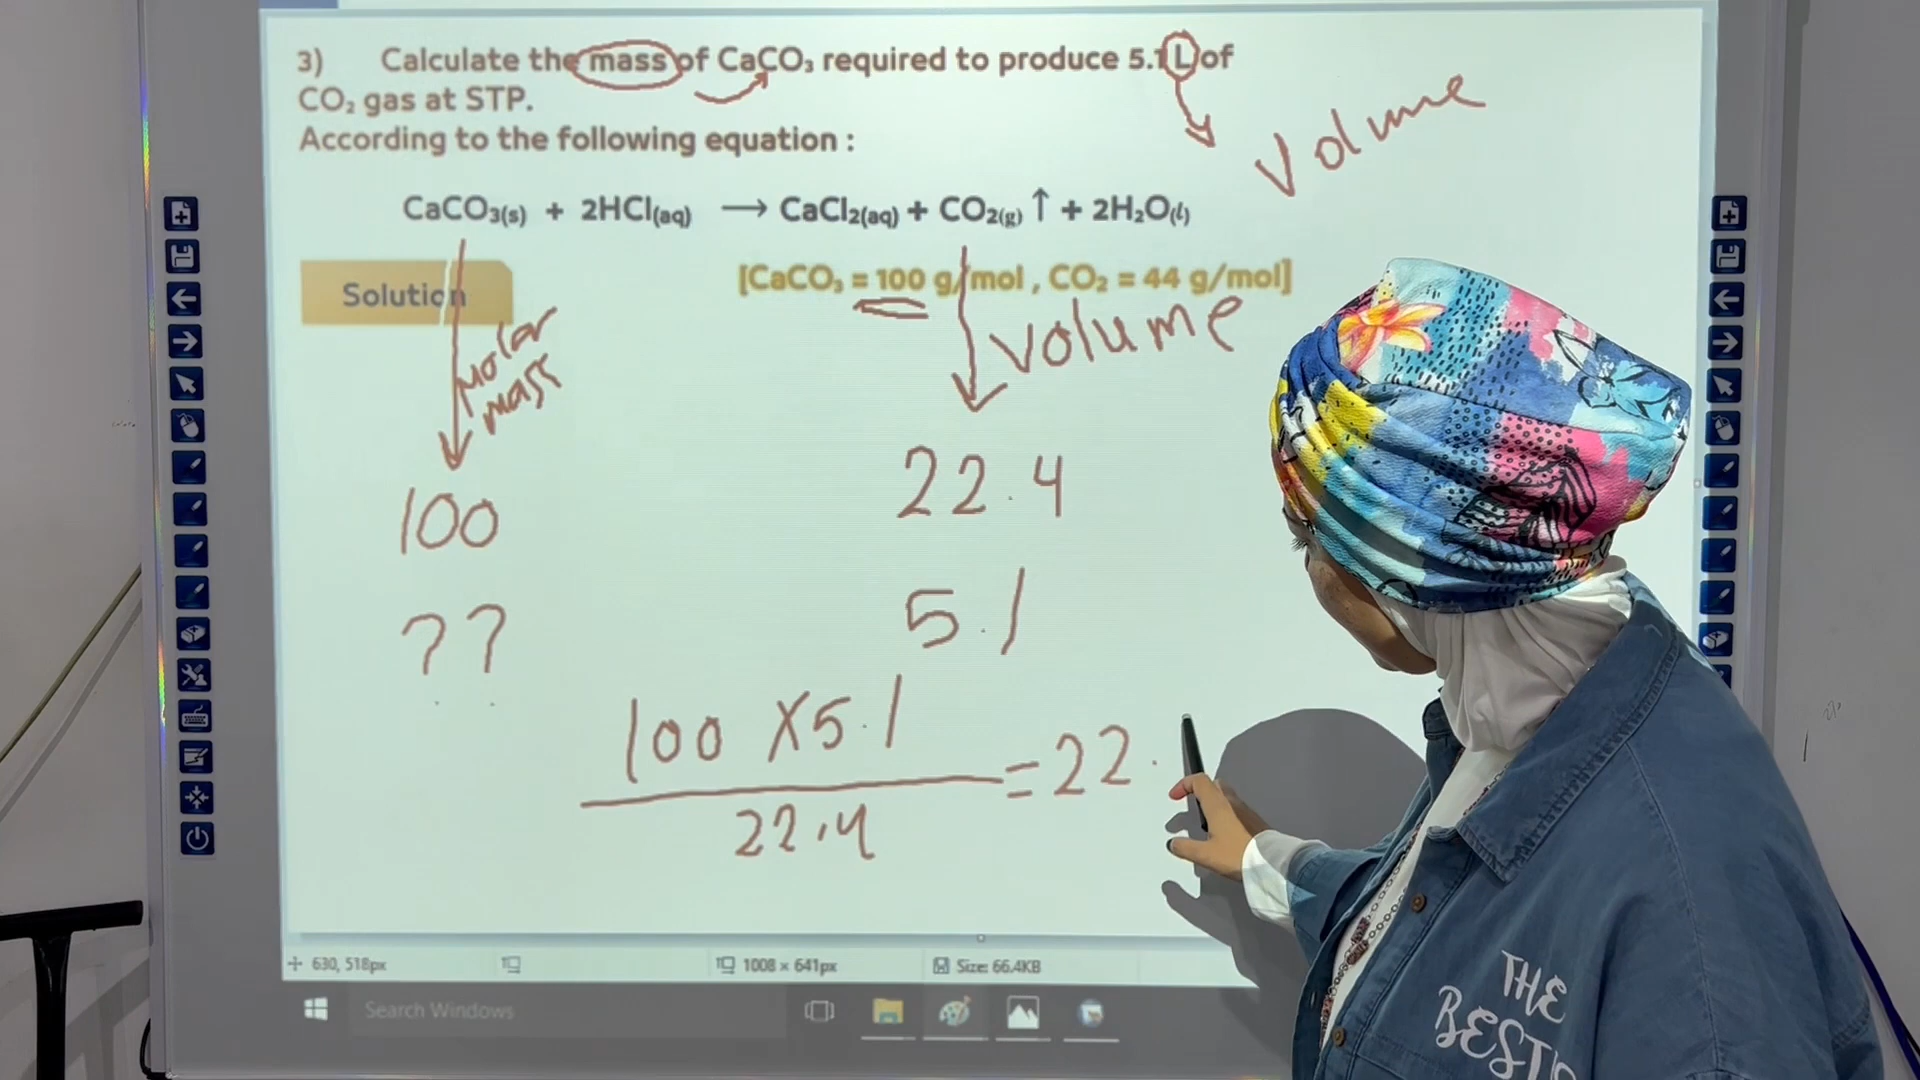 3) Calculate the mass of CaCO₃ required to produce 5.1 L of
CO₂ gas at STP.
According to the following equation :
Volume
CaCO₃(s) + 2HCl(aq) ⟶ CaCl₂(aq) + CO₂(g) ↑ + 2H₂O(l)
Solution
[CaCO₃ = 100 g/mol , CO₂ = 44 g/mol]
Molar
mass
Volume
100
22.4
??
5.1
100 X 5.1
= 22.
22.4
630, 518px
1008 × 641px
Size: 66.4KB
Search Windows
THE